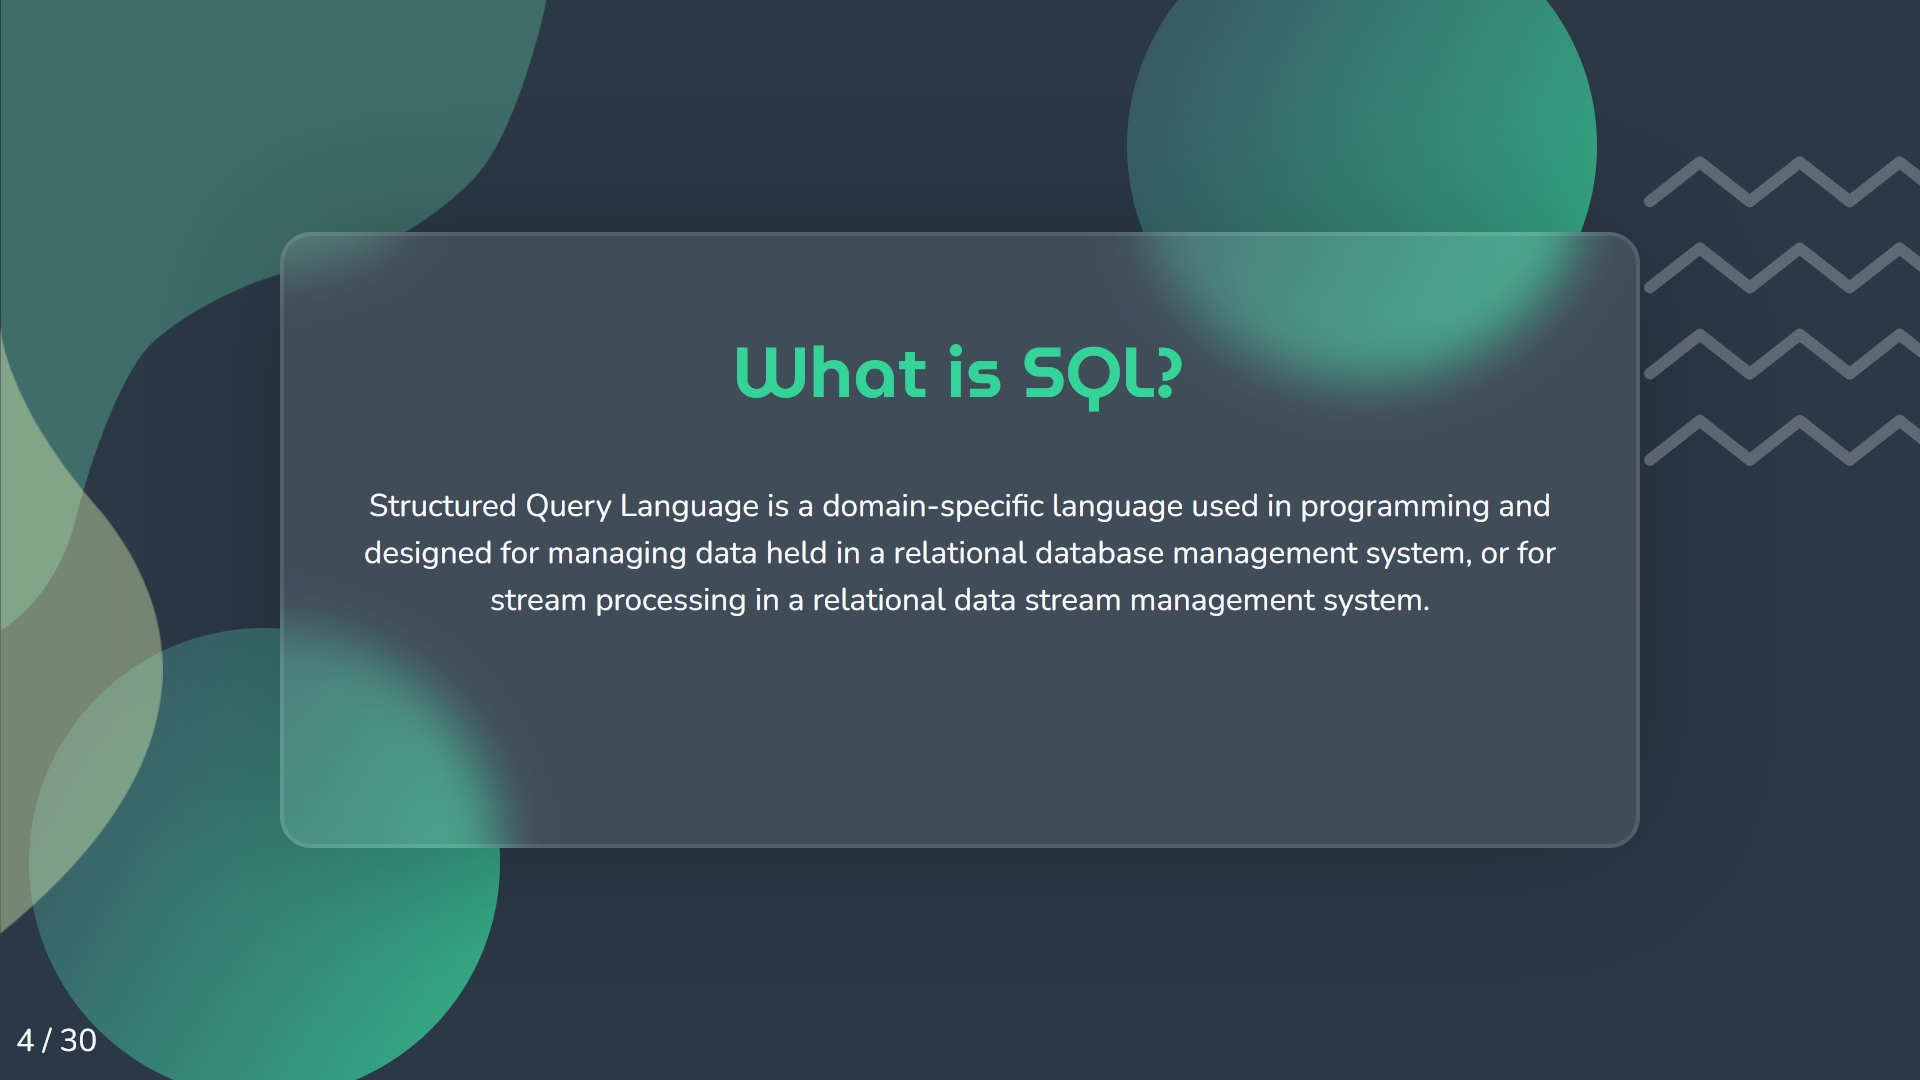 What is SQL?
Structured Query Language is a domain-specific language used in programming and
designed for managing data held in a relational database management system, or for
stream processing in a relational data stream management system.
4 / 30